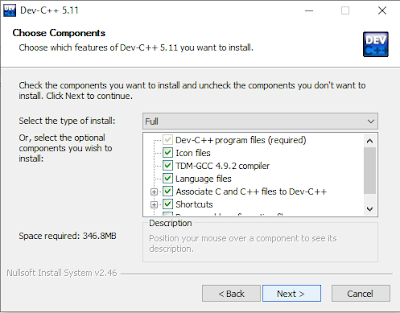 Dev-C++ 5.11
Choose Components
Choose which features of Dev-C++ 5.11 you want to install.
DEV
C++
Check the components you want to install and uncheck the components you don't want to
install. Click Next to continue.
Select the type of install:
Full
Or, select the optional
components you wish to
install:
Dev-C++ program files (required)
Icon files
TDM-GCC 4.9.2 compiler
Language files
Associate C and C++ files to Dev-C++
Shortcuts
Space required: 346.8MB
Description
Position your mouse over a component to see its
description.
Nullsoft Install System v2.46
< Back
Next >
Cancel